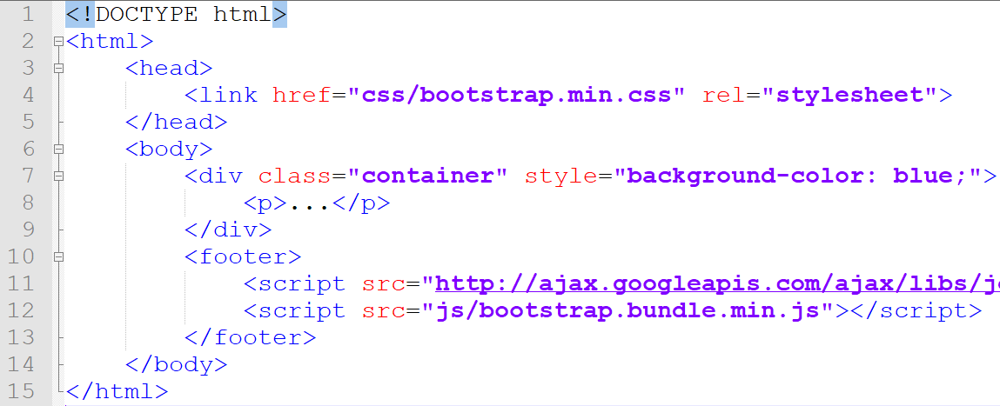 1 <!DOCTYPE html>
2 <html>
3 <head>
4 <link href="css/bootstrap.min.css" rel="stylesheet">
5 </head>
6 <body>
7 <div class="container" style="background-color: blue;">
8 <p>...</p>
9 </div>
10 <footer>
11 <script src="http://ajax.googleapis.com/ajax/libs/j
12 <script src="js/bootstrap.bundle.min.js"></script>
13 </footer>
14 </body>
15 </html>